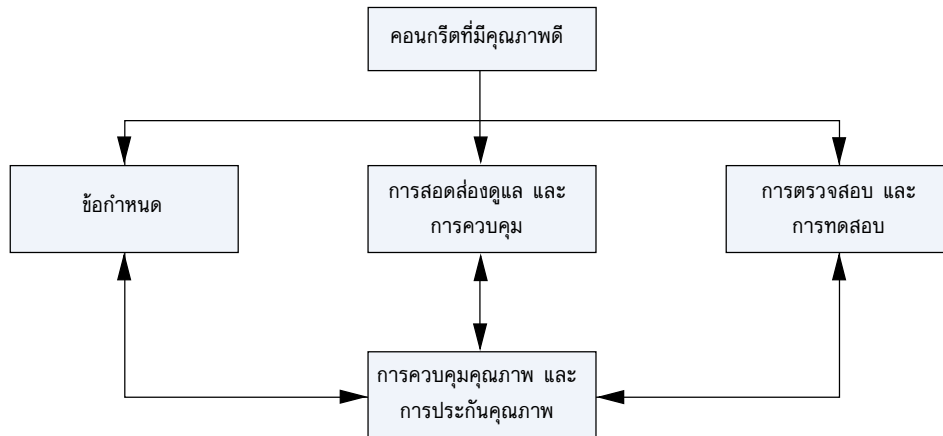 คอนกรีตที่มีคุณภาพดี
ข้อกำหนด
การสอดส่องดูแล และ
การควบคุม
การตรวจสอบ และ
การทดสอบ
การควบคุมคุณภาพ และ
การประกันคุณภาพ